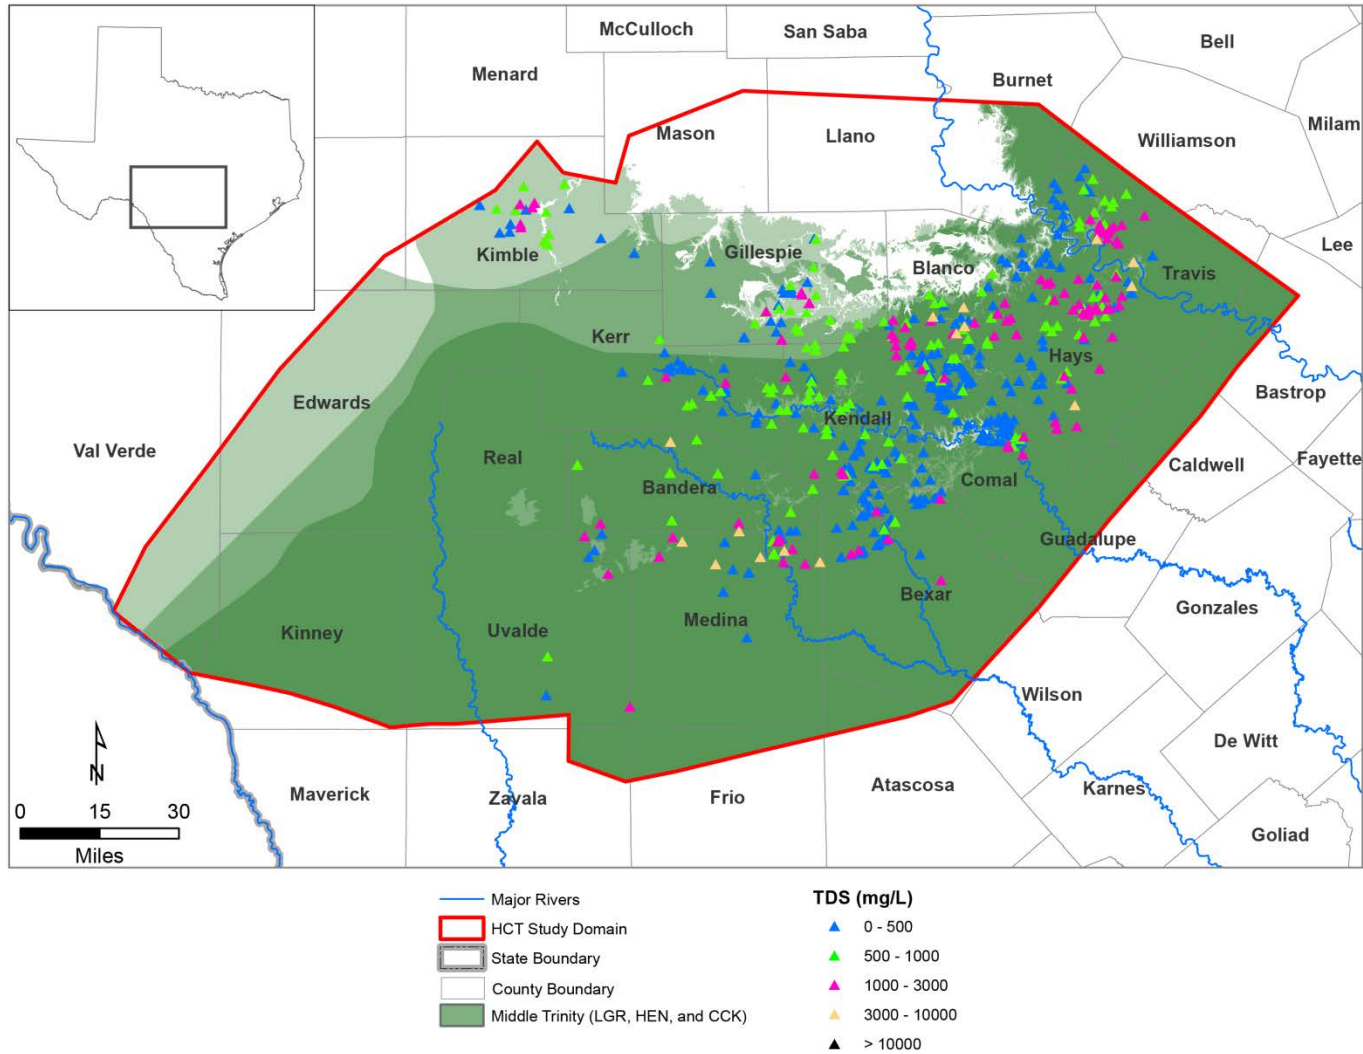 McCulloch
San Saba
Bell
Menard
Burnet
Milam
Mason
Llano
Williamson
Lee
Kimble
Gillespie
Blanco
Travis
Kerr
Hays
Bastrop
Edwards
Kendall
Val Verde
Real
Caldwell
Fayette
Bandera
Comal
Guadalupe
Bexar
Gonzales
Kinney
Uvalde
Medina
Wilson
De Witt
N
Maverick
Zavala
Frio
Atascosa
Karnes
Goliad
0 15 30
Miles
Major Rivers
HCT Study Domain
State Boundary
County Boundary
Middle Trinity (LGR, HEN, and CCK)
TDS (mg/L)
0 - 500
500 - 1000
1000 - 3000
3000 - 10000
> 10000